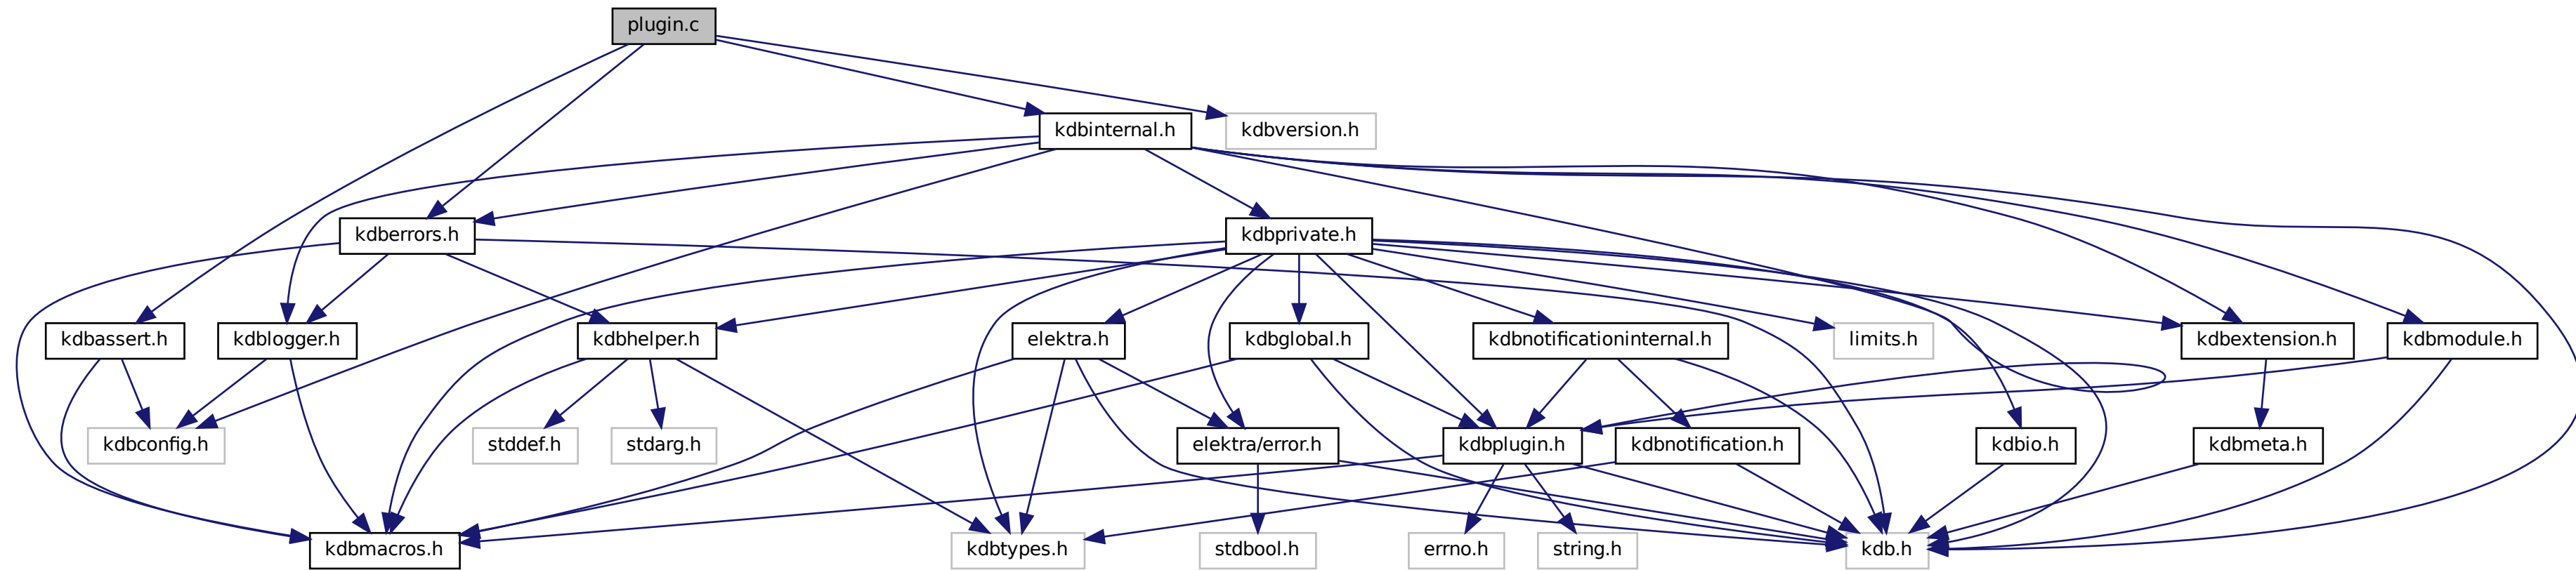 plugin.c
kdbinternal.h
kdbversion.h
kdberrors.h
kdbprivate.h
kdbassert.h
kdblogger.h
kdbhelper.h
elektra.h
kdbglobal.h
kdbnotificationinternal.h
limits.h
kdbextension.h
kdbmodule.h
kdbconfig.h
stddef.h
stdarg.h
elektra/error.h
kdbplugin.h
kdbnotification.h
kdbio.h
kdbmeta.h
kdbmacros.h
kdbtypes.h
stdbool.h
errno.h
string.h
kdb.h